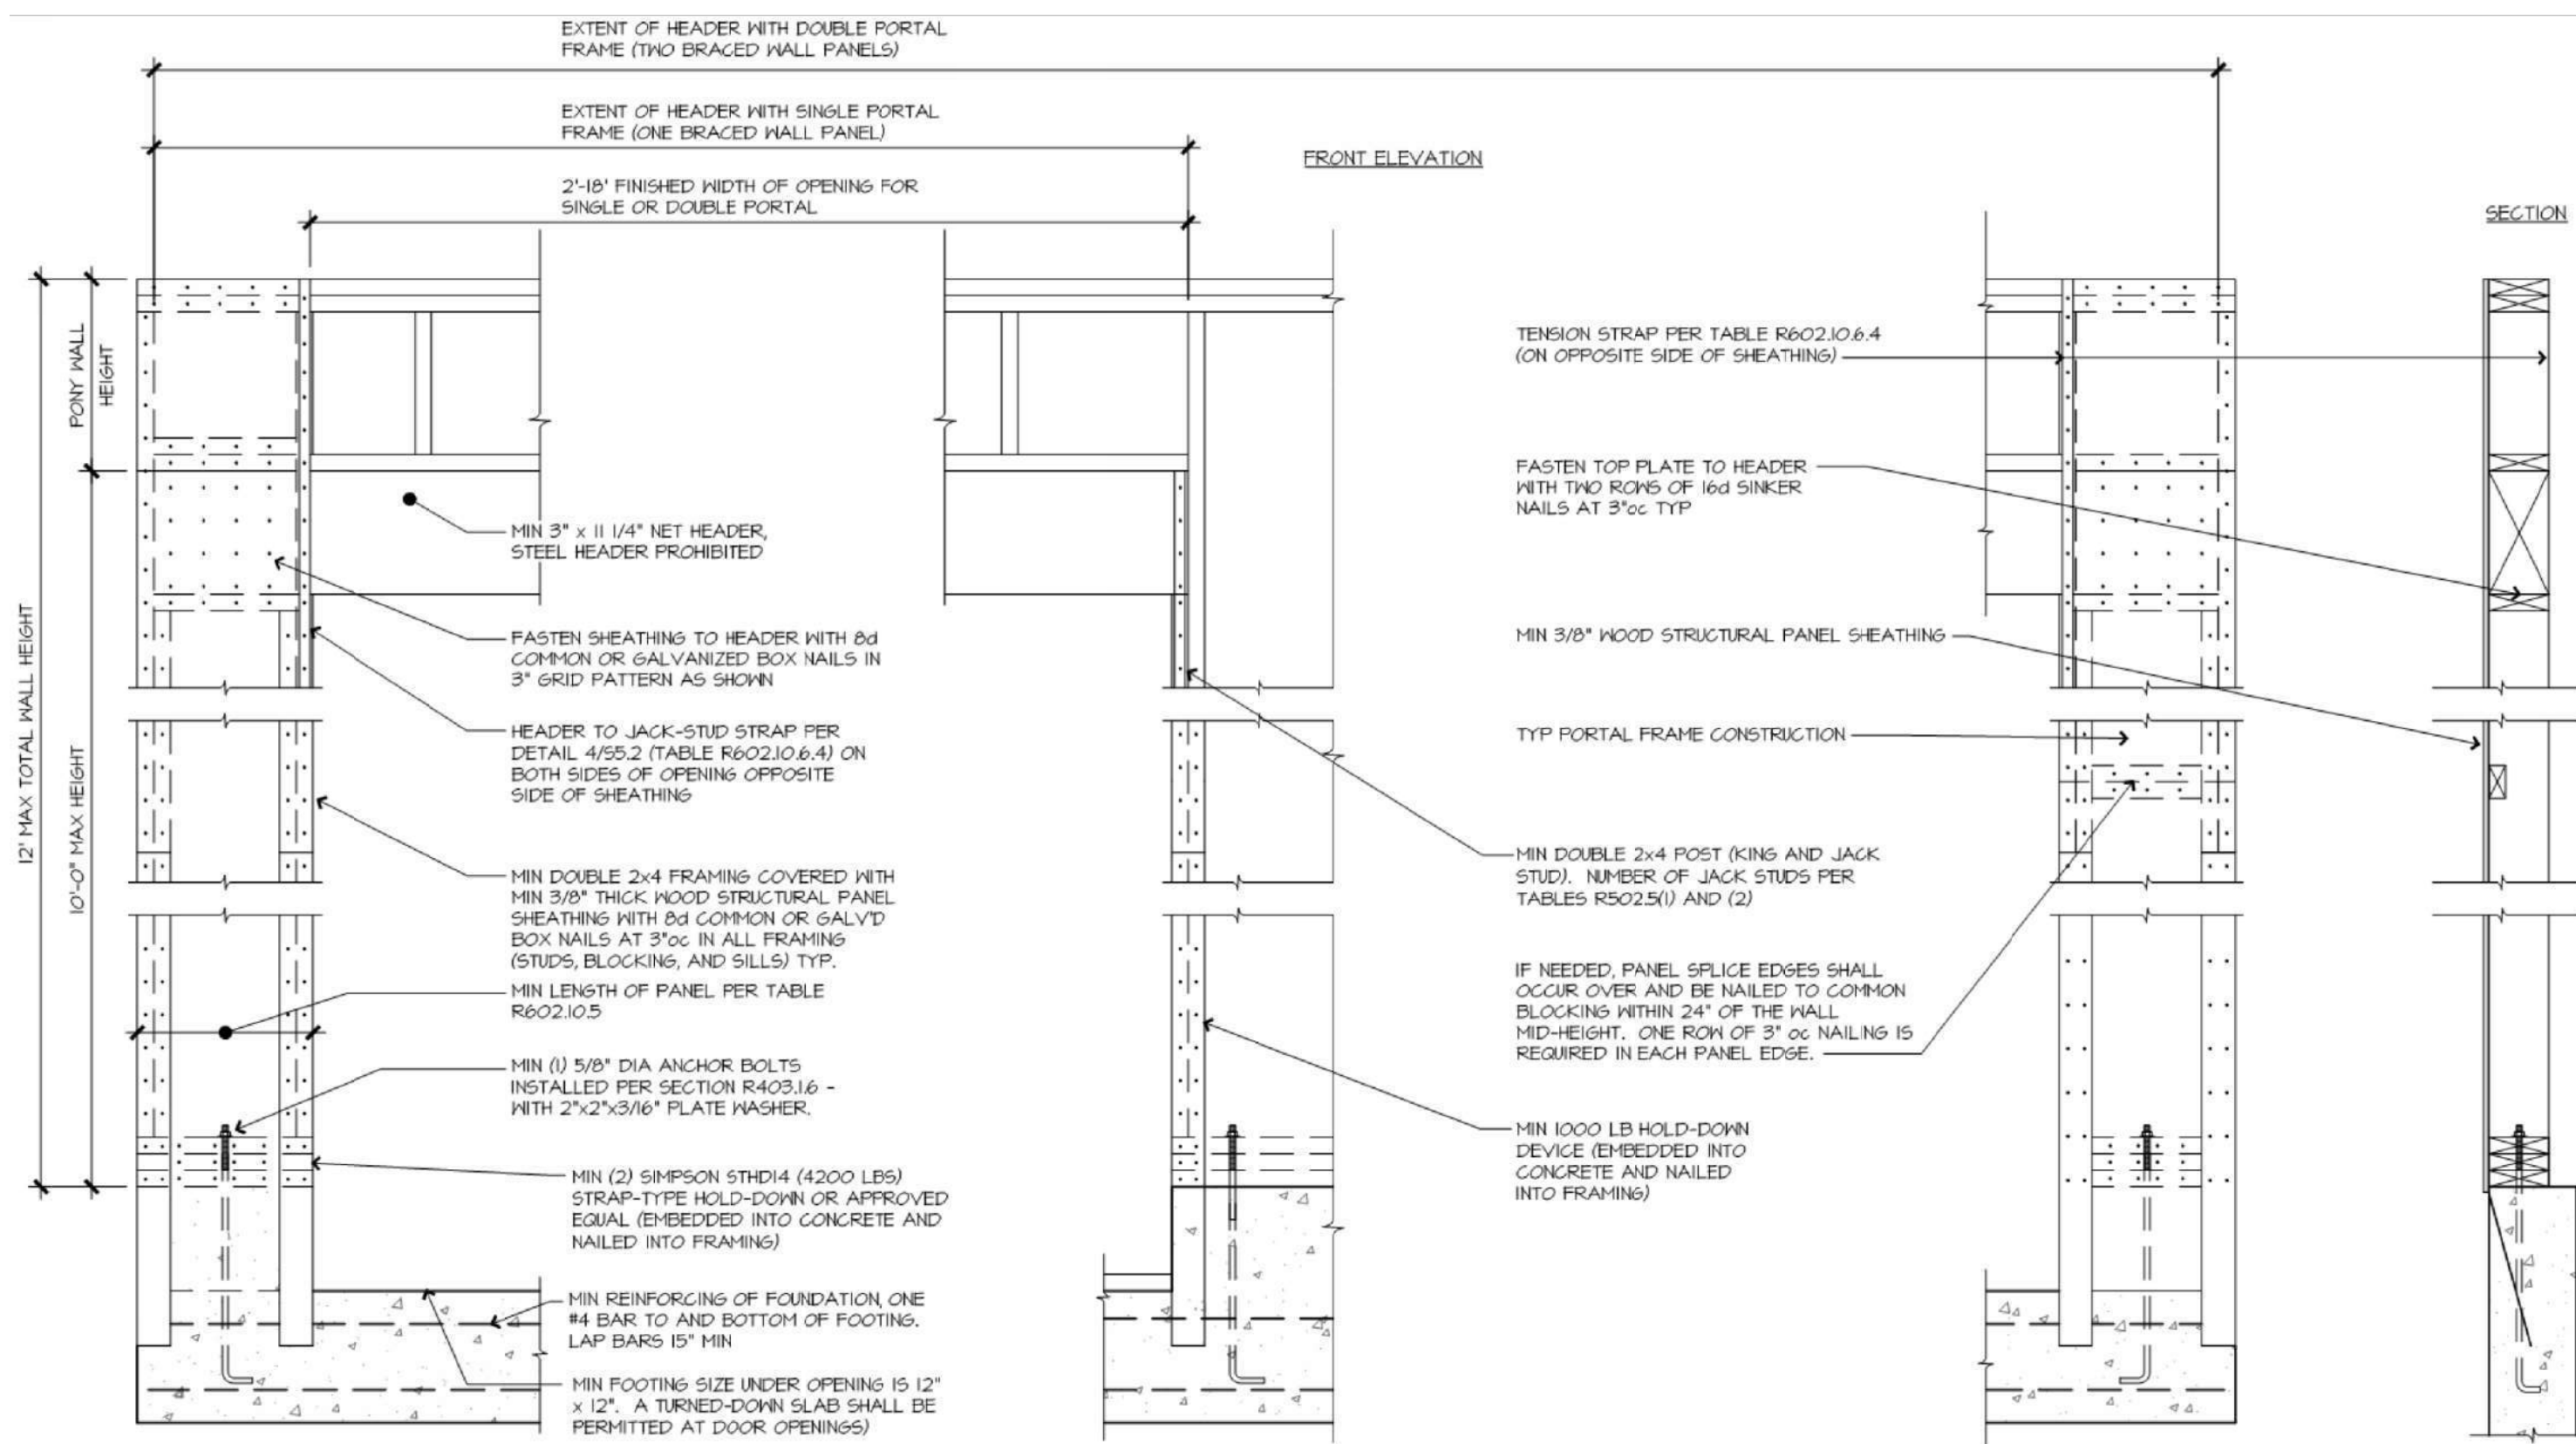 EXTENT OF HEADER WITH DOUBLE PORTAL
FRAME (TWO BRACED WALL PANELS)
EXTENT OF HEADER WITH SINGLE PORTAL
FRAME (ONE BRACED WALL PANEL)
FRONT ELEVATION
2'-18' FINISHED WIDTH OF OPENING FOR
SINGLE OR DOUBLE PORTAL
SECTION
12' MAX TOTAL WALL HEIGHT
PONY WALL
HEIGHT
10'-0" MAX HEIGHT
MIN 3" x 11 1/4" NET HEADER,
STEEL HEADER PROHIBITED
FASTEN SHEATHING TO HEADER WITH 8d
COMMON OR GALVANIZED BOX NAILS IN
3" GRID PATTERN AS SHOWN
HEADER TO JACK-STUD STRAP PER
DETAIL 4/S5.2 (TABLE R602.10.6.4) ON
BOTH SIDES OF OPENING OPPOSITE
SIDE OF SHEATHING
MIN DOUBLE 2x4 FRAMING COVERED WITH
MIN 3/8" THICK WOOD STRUCTURAL PANEL
SHEATHING WITH 8d COMMON OR GALV'D
BOX NAILS AT 3"oc IN ALL FRAMING
(STUDS, BLOCKING, AND SILLS) TYP.
MIN LENGTH OF PANEL PER TABLE
R602.10.5
MIN (1) 5/8" DIA ANCHOR BOLTS
INSTALLED PER SECTION R403.1.6 -
WITH 2"x2"x3/16" PLATE WASHER.
MIN (2) SIMPSON STHD14 (4200 LBS)
STRAP-TYPE HOLD-DOWN OR APPROVED
EQUAL (EMBEDDED INTO CONCRETE AND
NAILED INTO FRAMING)
MIN REINFORCING OF FOUNDATION, ONE
#4 BAR TO AND BOTTOM OF FOOTING.
LAP BARS 15" MIN
MIN FOOTING SIZE UNDER OPENING IS 12"
x 12". A TURNED-DOWN SLAB SHALL BE
PERMITTED AT DOOR OPENINGS)
TENSION STRAP PER TABLE R602.10.6.4
(ON OPPOSITE SIDE OF SHEATHING)
FASTEN TOP PLATE TO HEADER
WITH TWO ROWS OF 16d SINKER
NAILS AT 3"oc TYP
MIN 3/8" WOOD STRUCTURAL PANEL SHEATHING
TYP PORTAL FRAME CONSTRUCTION
MIN DOUBLE 2x4 POST (KING AND JACK
STUD). NUMBER OF JACK STUDS PER
TABLES R502.5(1) AND (2)
IF NEEDED, PANEL SPLICE EDGES SHALL
OCCUR OVER AND BE NAILED TO COMMON
BLOCKING WITHIN 24" OF THE WALL
MID-HEIGHT. ONE ROW OF 3" oc NAILING IS
REQUIRED IN EACH PANEL EDGE.
MIN 1000 LB HOLD-DOWN
DEVICE (EMBEDDED INTO
CONCRETE AND NAILED
INTO FRAMING)